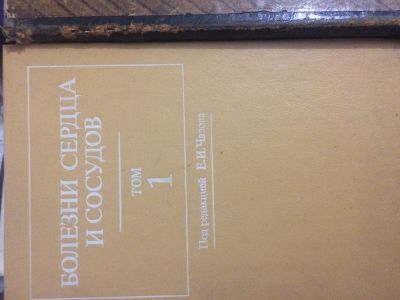 БОЛЕЗНИ СЕРДЦА
И СОСУДОВ
ТОМ
1
Под редакцией Е.И.Чазова